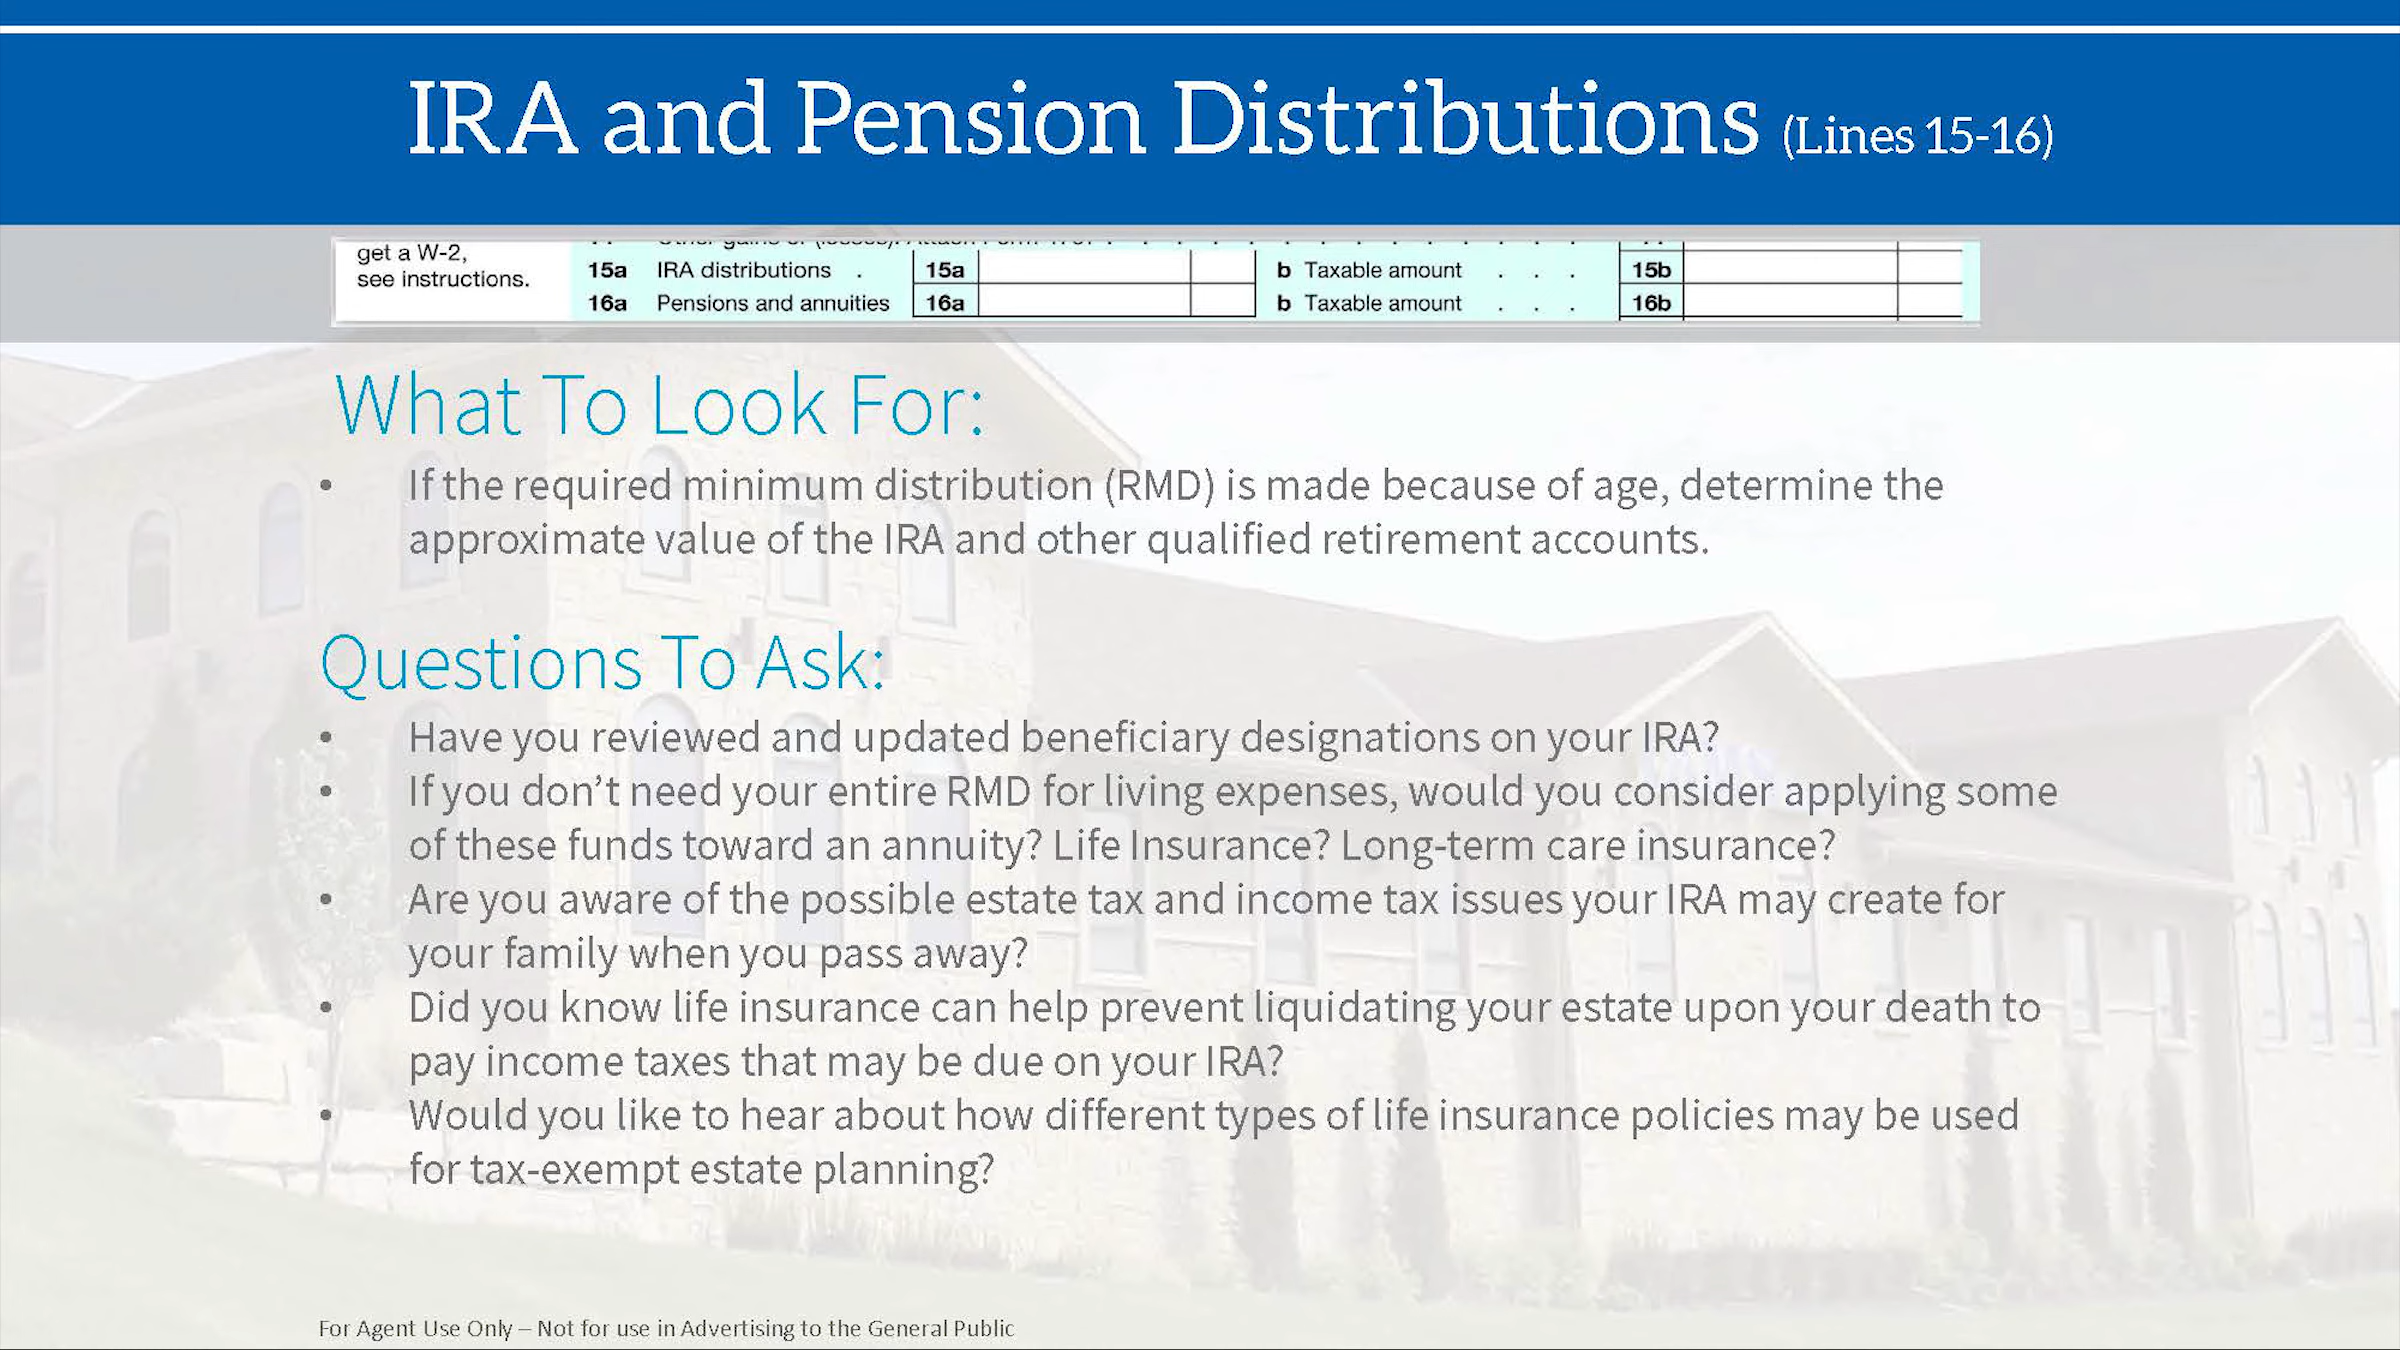 IRA and Pension Distributions (Lines 15-16)
get a W-2,
see instructions.
15a IRA distributions . 15a b Taxable amount . . . 15b
16a Pensions and annuities 16a b Taxable amount . . . 16b
What To Look For:
• If the required minimum distribution (RMD) is made because of age, determine the
approximate value of the IRA and other qualified retirement accounts.
Questions To Ask:
• Have you reviewed and updated beneficiary designations on your IRA?
• If you don’t need your entire RMD for living expenses, would you consider applying some
of these funds toward an annuity? Life Insurance? Long-term care insurance?
• Are you aware of the possible estate tax and income tax issues your IRA may create for
your family when you pass away?
• Did you know life insurance can help prevent liquidating your estate upon your death to
pay income taxes that may be due on your IRA?
• Would you like to hear about how different types of life insurance policies may be used
for tax-exempt estate planning?
For Agent Use Only – Not for use in Advertising to the General Public